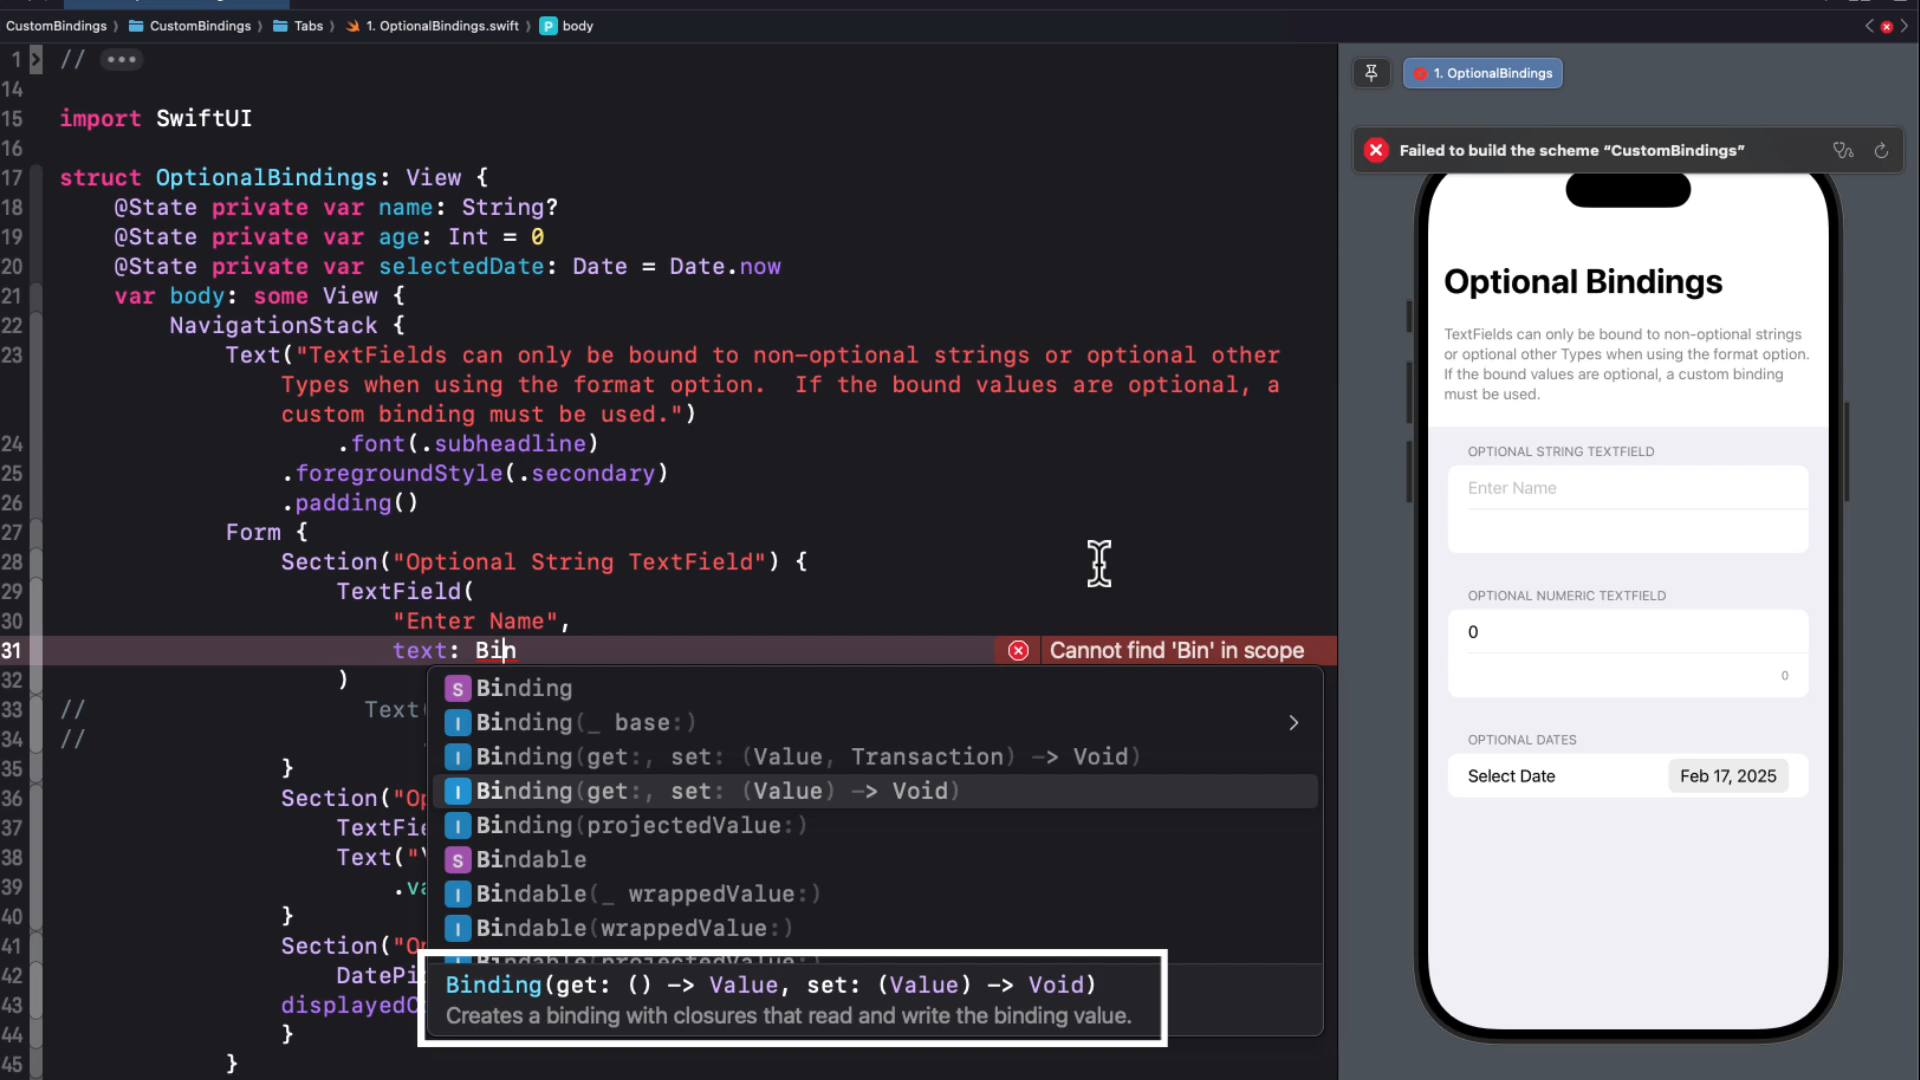 CustomBindings 〉 CustomBindings 〉 Tabs 〉 1. OptionalBindings.swift 〉 P body
1 // •••
14
15 import SwiftUI
16
17 struct OptionalBindings: View {
18 @State private var name: String?
19 @State private var age: Int = 0
20 @State private var selectedDate: Date = Date.now
21 var body: some View {
22 NavigationStack {
23 Text("TextFields can only be bound to non-optional strings or optional other
Types when using the format option.  If the bound values are optional, a
custom binding must be used.")
24 .font(.subheadline)
25 .foregroundStyle(.secondary)
26 .padding()
27 Form {
28 Section("Optional String TextField") {
29 TextField(
30 "Enter Name",
31 text: Bin Cannot find 'Bin' in scope
32 )
33 // Text(
34 //
35 }
36 Section("Op
37 TextFie
38 Text("
39 .va
40 }
41 Section("Op
42 DatePi
43 displayedC
44 }
45 }
S Binding
I Binding(_ base:)
I Binding(get:, set: (Value, Transaction) -> Void)
I Binding(get:, set: (Value) -> Void)
I Binding(projectedValue:)
S Bindable
I Bindable(_ wrappedValue:)
I Bindable(wrappedValue:)
I Bindable(projectedValue:)
Binding(get: () -> Value, set: (Value) -> Void)
Creates a binding with closures that read and write the binding value.
1. OptionalBindings
Failed to build the scheme “CustomBindings”
Optional Bindings
TextFields can only be bound to non-optional strings
or optional other Types when using the format option.
If the bound values are optional, a custom binding
must be used.
OPTIONAL STRING TEXTFIELD
Enter Name
OPTIONAL NUMERIC TEXTFIELD
0
0
OPTIONAL DATES
Select Date Feb 17, 2025